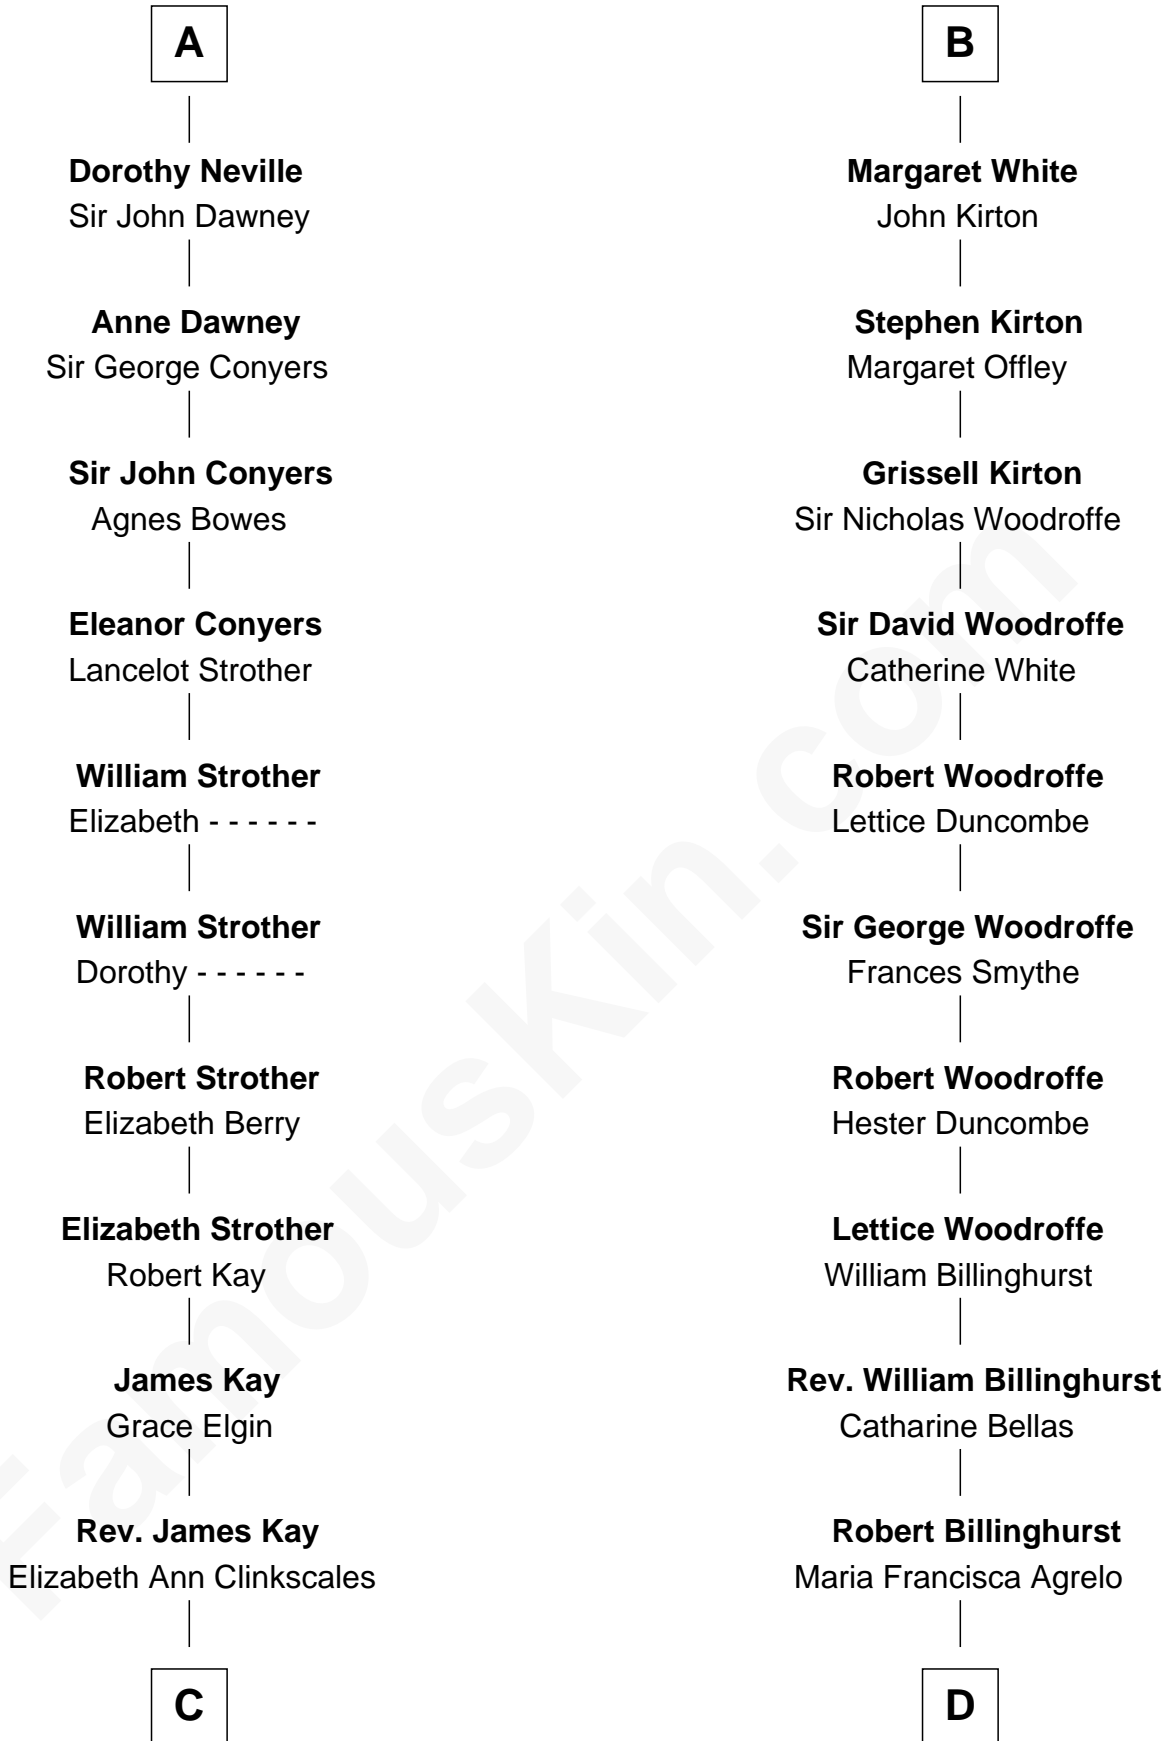 A
Dorothy Neville
Sir John Dawney
Anne Dawney
Sir George Conyers
Sir John Conyers
Agnes Bowes
Eleanor Conyers
Lancelot Strother
William Strother
Elizabeth - - - - - -
William Strother
Dorothy - - - - - -
Robert Strother
Elizabeth Berry
Elizabeth Strother
Robert Kay
James Kay
Grace Elgin
Rev. James Kay
Elizabeth Ann Clinkscales
C
B
Margaret White
John Kirton
Stephen Kirton
Margaret Offley
Grissell Kirton
Sir Nicholas Woodroffe
Sir David Woodroffe
Catherine White
Robert Woodroffe
Lettice Duncombe
Sir George Woodroffe
Frances Smythe
Robert Woodroffe
Hester Duncombe
Lettice Woodroffe
William Billinghurst
Rev. William Billinghurst
Catharine Bellas
Robert Billinghurst
Maria Francisca Agrelo
D
FamousKin.com